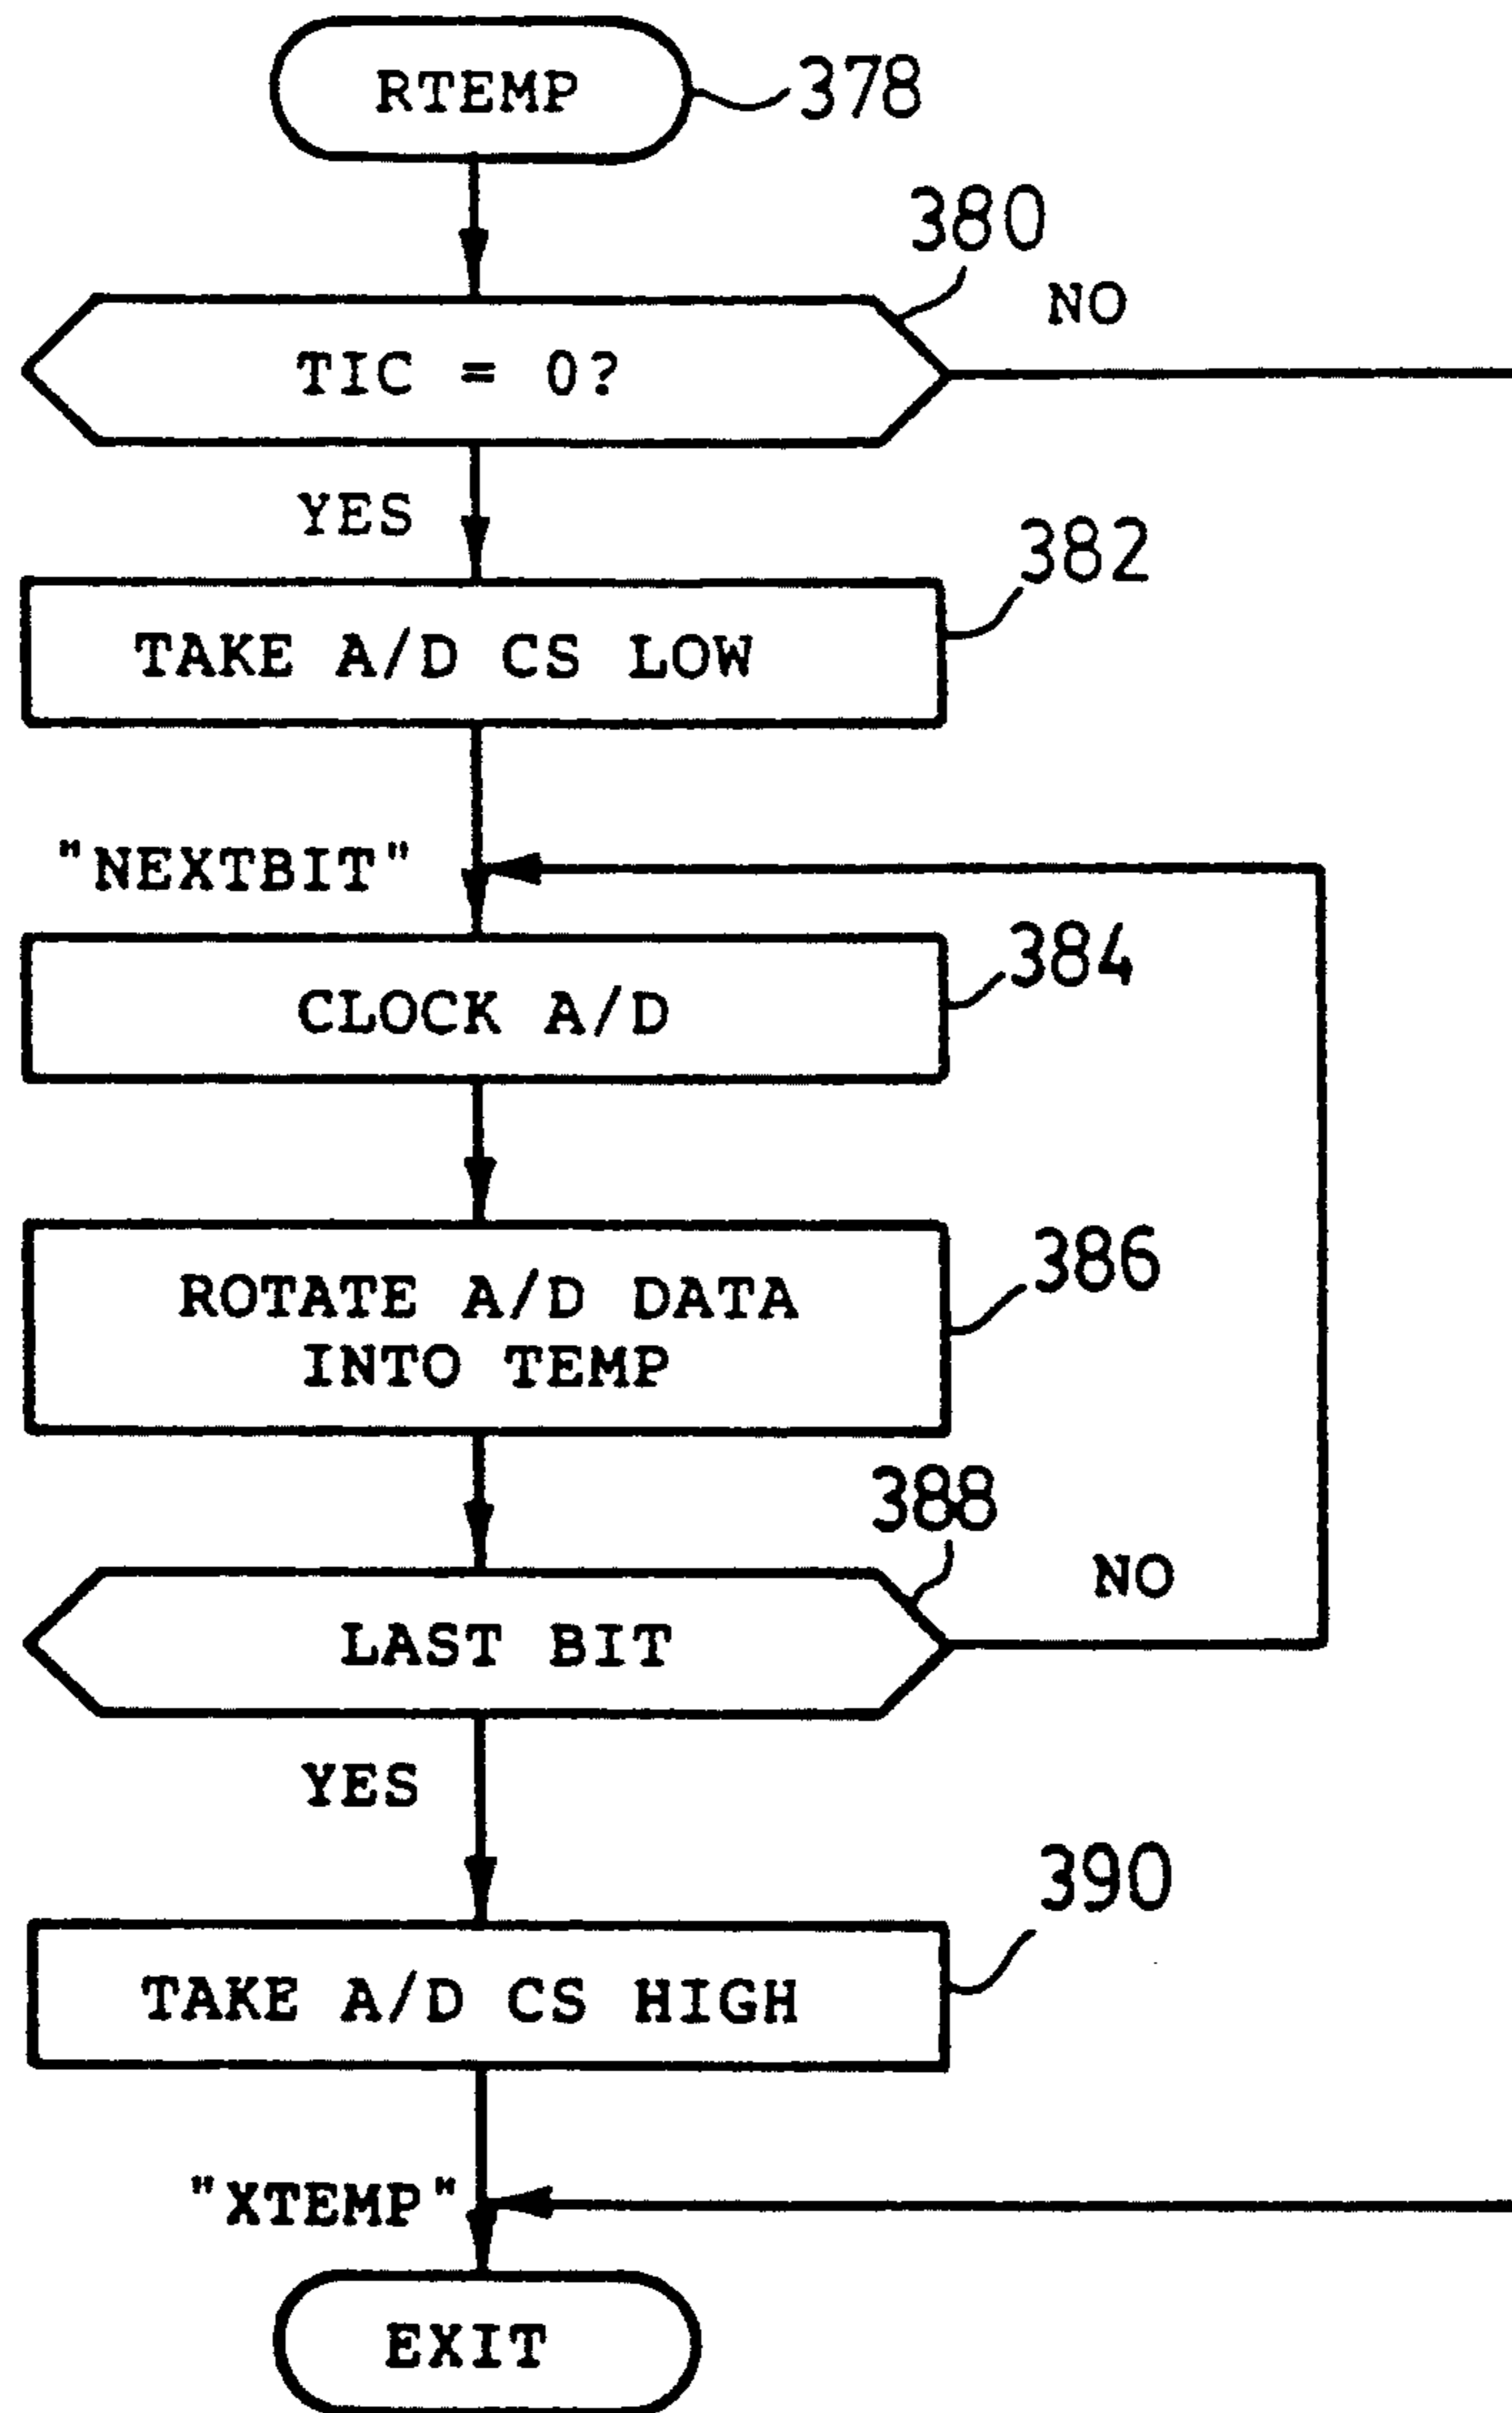 RTEMP
378
380
NO
TIC = 0?
YES
382
TAKE A/D CS LOW
"NEXTBIT"
384
CLOCK A/D
386
ROTATE A/D DATA
INTO TEMP
388
NO
LAST BIT
YES
390
TAKE A/D CS HIGH
"XTEMP"
EXIT